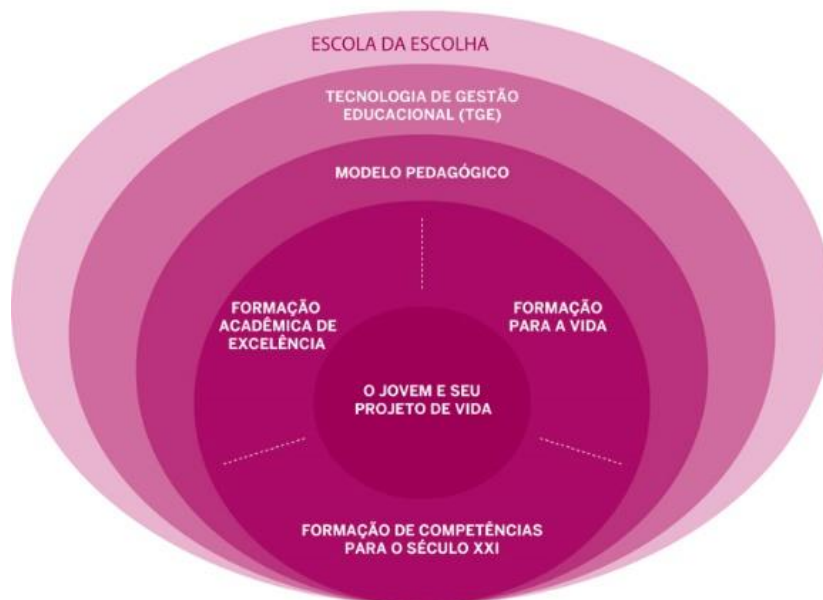 ESCOLA DA ESCOLHA
TECNOLOGIA DE GESTÃO
EDUCACIONAL (TGE)
MODELO PEDAGÓGICO
FORMAÇÃO
ACADÊMICA DE
EXCELÊNCIA
FORMAÇÃO
PARA A VIDA
O JOVEM E SEU
PROJETO DE VIDA
FORMAÇÃO DE COMPETÊNCIAS
PARA O SÉCULO XXI